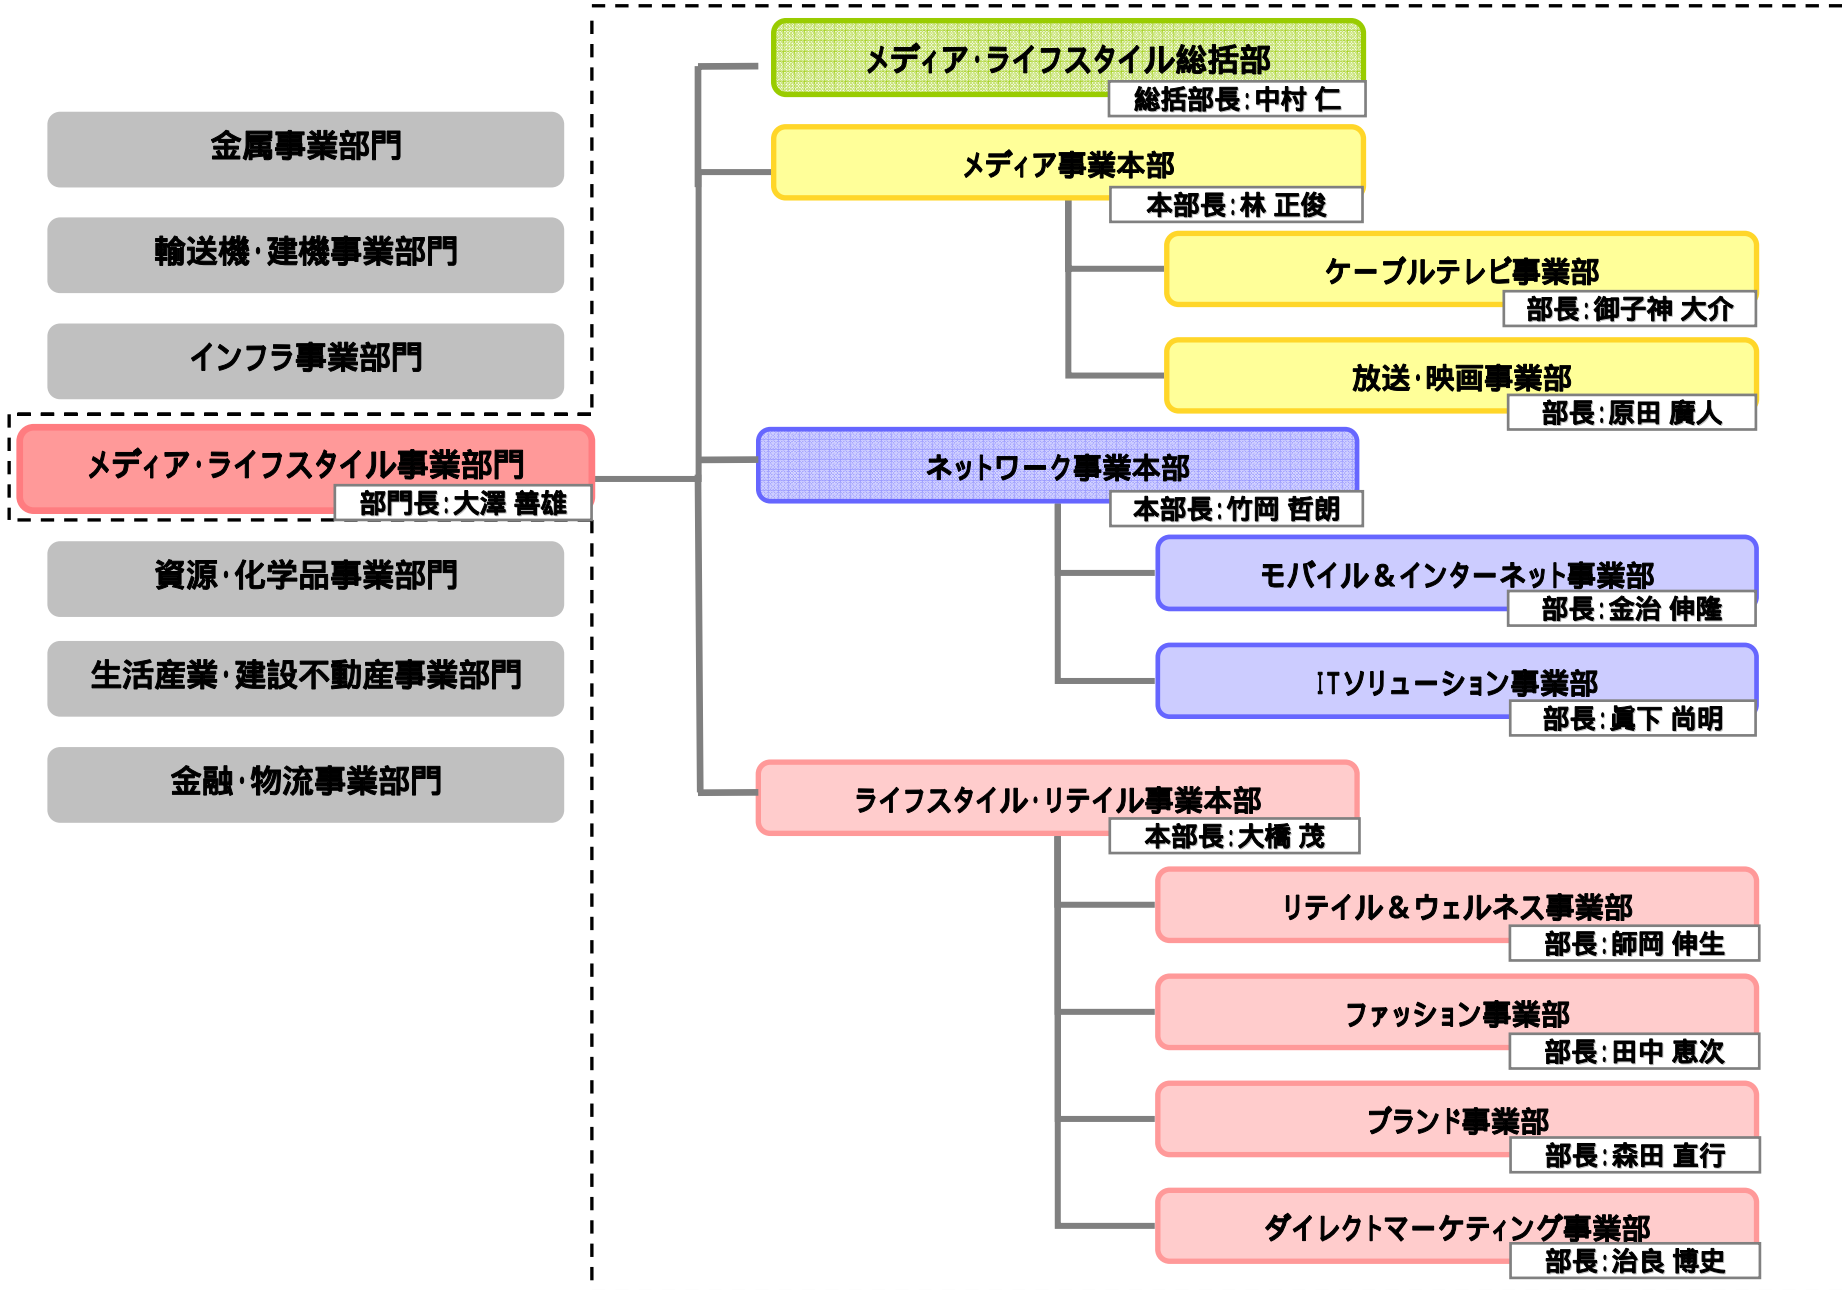 金属事業部門
輸送機・建機事業部門
インフラ事業部門
メディア・ライフスタイル事業部門
部門長：大澤 善雄
資源・化学品事業部門
生活産業・建設不動産事業部門
金融・物流事業部門
メディア・ライフスタイル総括部
総括部長：中村 仁
メディア事業本部
本部長：林 正俊
ケーブルテレビ事業部
部長：御子神 大介
放送・映画事業部
部長：原田 廣人
ネットワーク事業本部
本部長：竹岡 哲朗
モバイル＆インターネット事業部
部長：金治 伸隆
ITソリューション事業部
部長：眞下 尚明
ライフスタイル・リテイル事業本部
本部長：大橋 茂
リテイル＆ウェルネス事業部
部長：師岡 伸生
ファッション事業部
部長：田中 恵次
ブランド事業部
部長：森田 直行
ダイレクトマーケティング事業部
部長：治良 博史